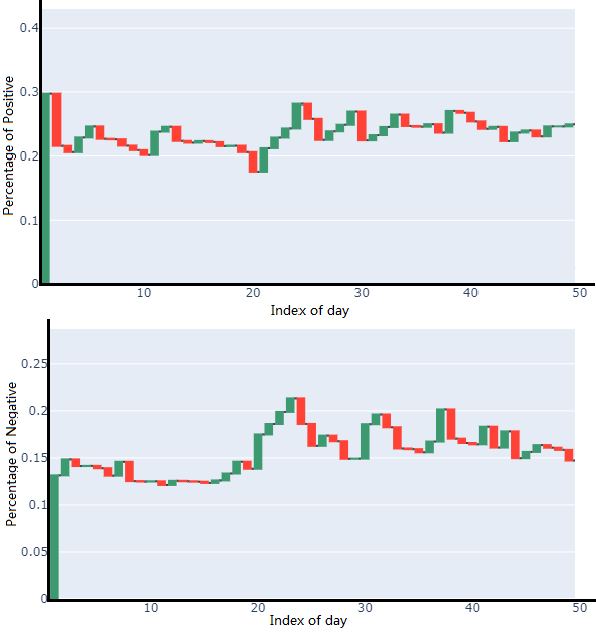 Percentage of Positive
0.4
0.3
0.2
0.1
0
10 20 30 40 50
Index of day
Percentage of Negative
0.25
0.2
0.15
0.1
0.05
0
10 20 30 40 50
Index of day